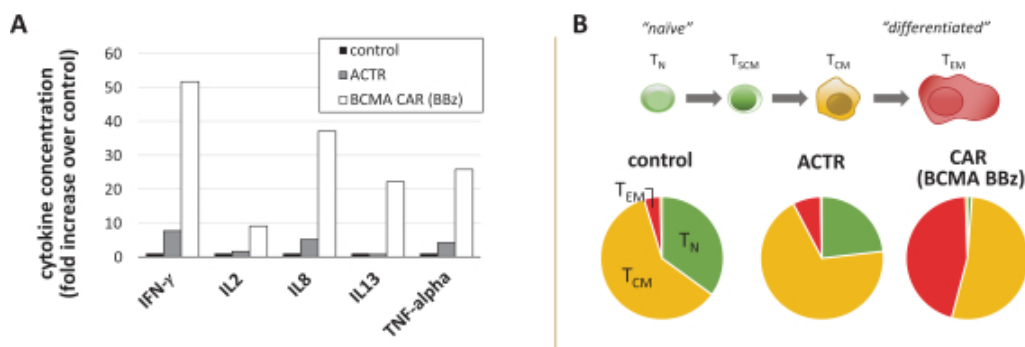 A
cytokine concentration
(fold increase over control)
60
50
40
30
20
10
0
control
ACTR
BCMA CAR (BBz)
IFN-γ
IL2
IL8
IL13
TNF-alpha
B
"naïve"
"differentiated"
TN
TSCM
TCM
TEM
control
ACTR
CAR
(BCMA BBz)
TEM
TN
TCM